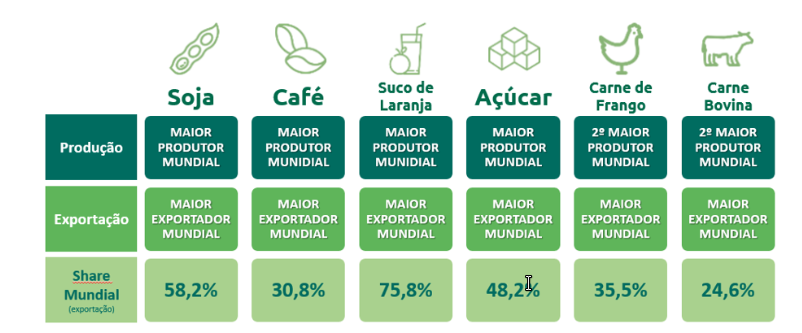 Soja
Café
Suco de
Laranja
Açúcar
Carne de
Frango
Carne
Bovina
Produção
MAIOR
PRODUTOR
MUNDIAL
MAIOR
PRODUTOR
MUNIDIAL
MAIOR
PRODUTOR
MUNIDIAL
MAIOR
PRODUTOR
MUNDIAL
2º MAIOR
PRODUTOR
MUNDIAL
2º MAIOR
PRODUTOR
MUNDIAL
Exportação
MAIOR
EXPORTADOR
MUNDIAL
MAIOR
EXPORTADOR
MUNDIAL
MAIOR
EXPORTADOR
MUNDIAL
MAIOR
EXPORTADOR
MUNDIAL
MAIOR
EXPORTADOR
MUNDIAL
MAIOR
EXPORTADOR
MUNDIAL
Share
Mundial
(exportação)
58,2%
30,8%
75,8%
48,2%
35,5%
24,6%